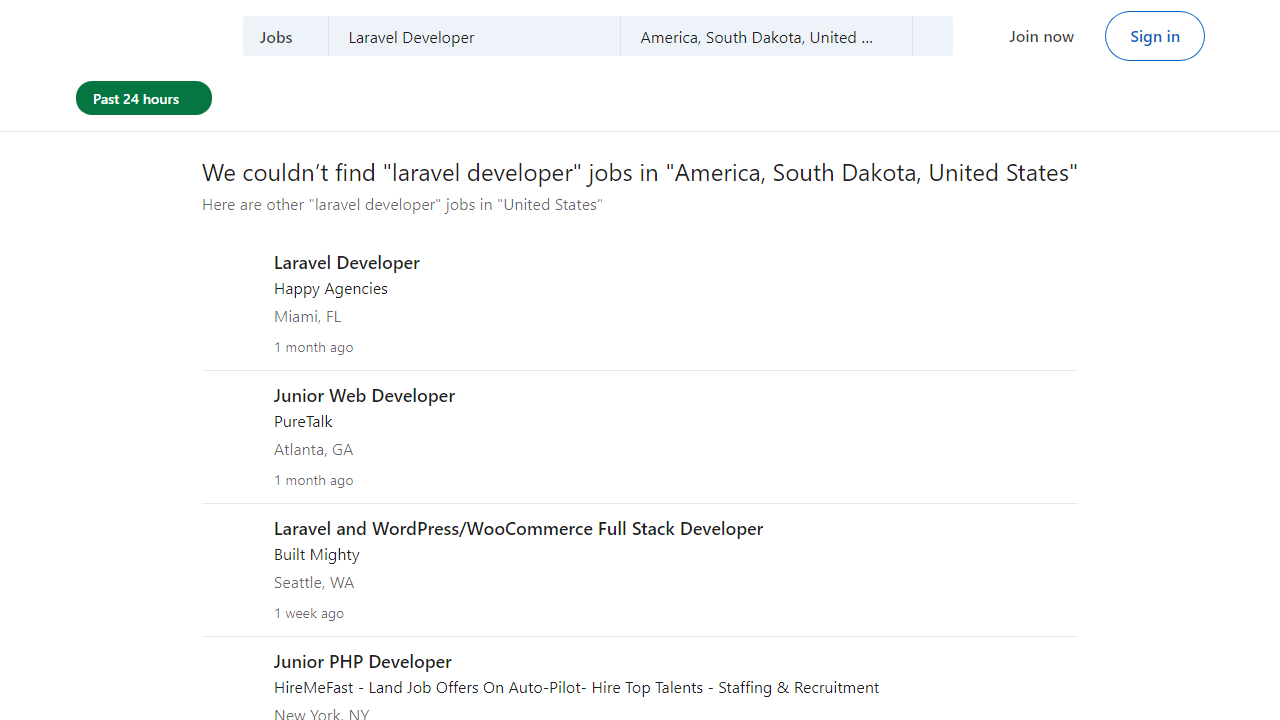 Jobs
Laravel Developer
America, South Dakota, United ...
Join now
Sign in
Past 24 hours
We couldn’t find "laravel developer" jobs in "America, South Dakota, United States"
Here are other "laravel developer" jobs in "United States"
Laravel Developer
Happy Agencies
Miami, FL
1 month ago
Junior Web Developer
PureTalk
Atlanta, GA
1 month ago
Laravel and WordPress/WooCommerce Full Stack Developer
Built Mighty
Seattle, WA
1 week ago
Junior PHP Developer
HireMeFast - Land Job Offers On Auto-Pilot- Hire Top Talents - Staffing & Recruitment
New York, NY